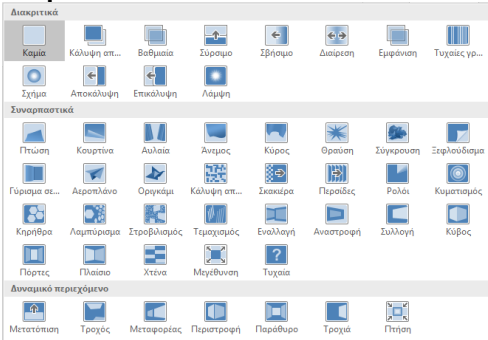 Διακριτικά
Καμία Κάλυψη απ... Βαθμιαία Σύρσιμο Σβήσιμο Διαίρεση Εμφάνιση Τυχαίες γρ...
Σχήμα Αποκάλυψη Επικάλυψη Λάμψη
Συναρπαστικά
Πτώση Κουρτίνα Αυλαία Άνεμος Κύρος Θραύση Σύγκρουση Ξεφλούδισμα
Γύρισμα σε... Αεροπλάνο Οριγκάμι Κάλυψη απ... Σκακιέρα Περσίδες Ρολόι Κυματισμός
Κηρήθρα Λαμπύρισμα Στροβιλισμός Τεμαχισμός Εναλλαγή Αναστροφή Συλλογή Κύβος
Πόρτες Πλαίσιο Χτένα Μεγέθυνση Τυχαία
Δυναμικό περιεχόμενο
Μετατόπιση Τροχός Μεταφορέας Περιστροφή Παράθυρο Τροχιά Πτήση